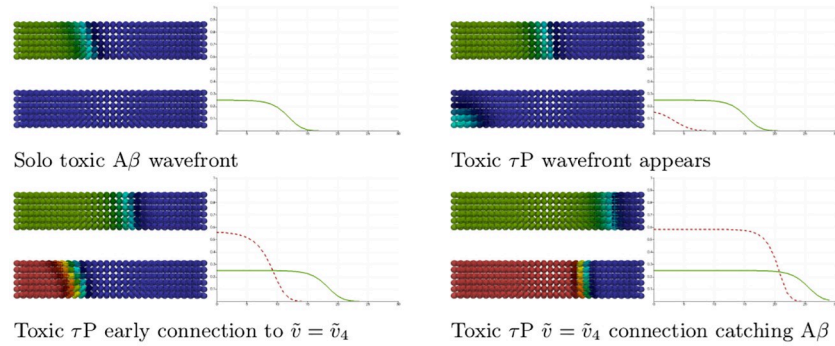 Solo toxic Aβ wavefront
Toxic τP wavefront appears
Toxic τP early connection to ṽ = ṽ₄
Toxic τP ṽ = ṽ₄ connection catching Aβ